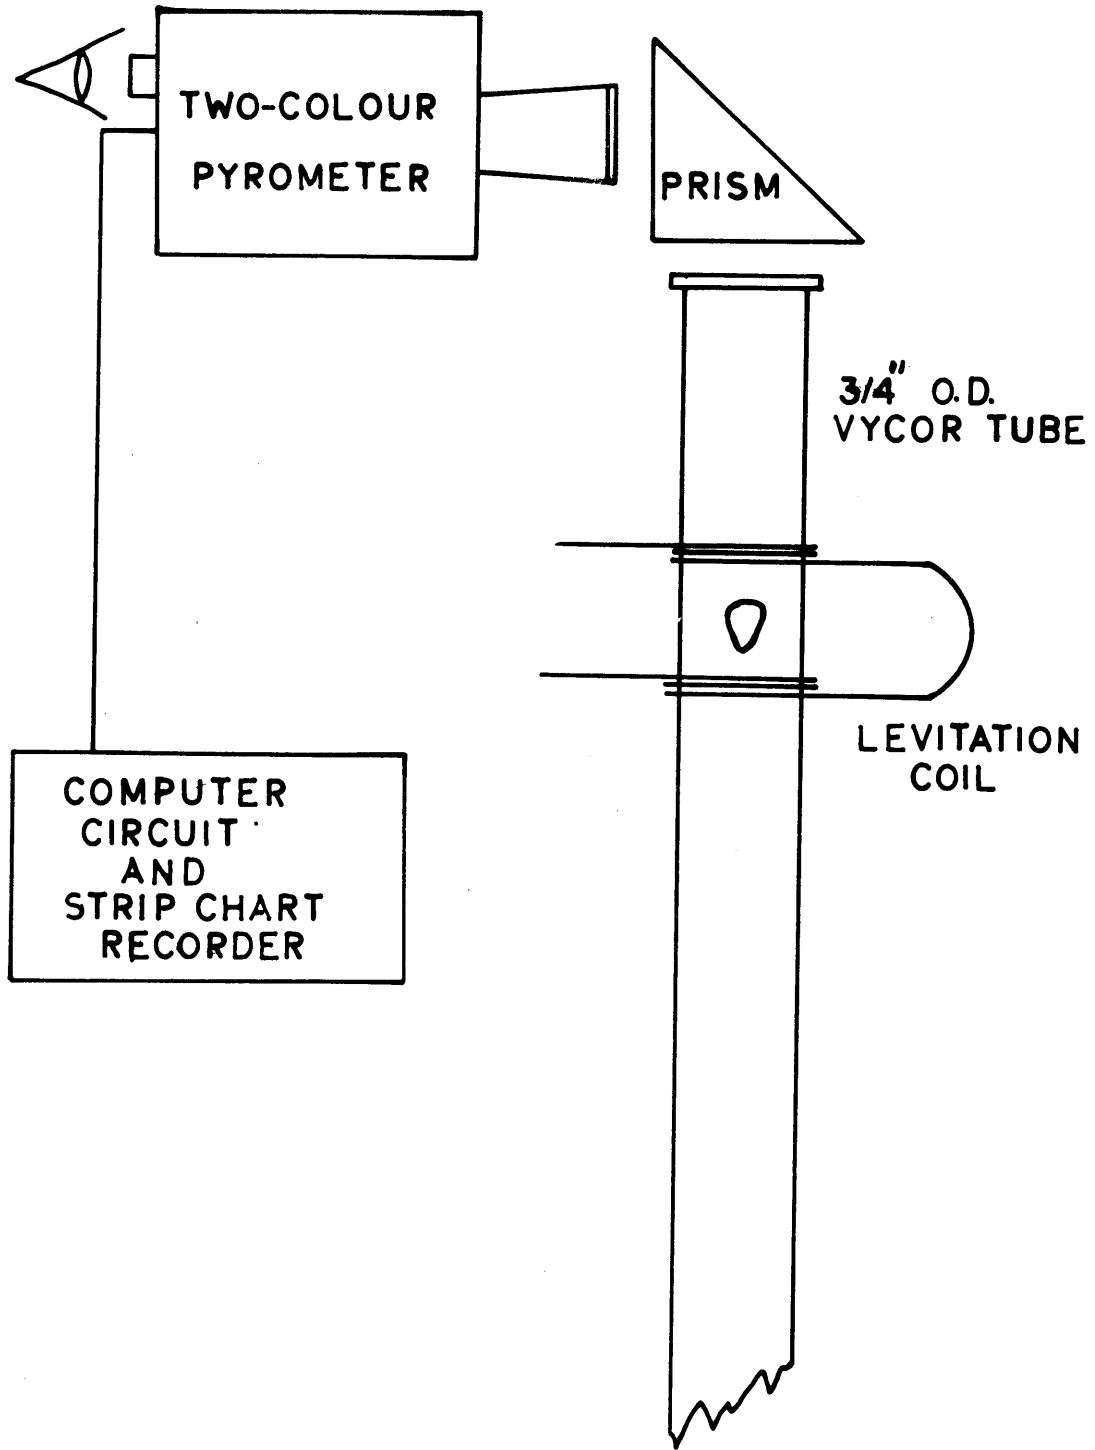 TWO-COLOUR
PYROMETER
PRISM
3/4" O.D.
VYCOR TUBE
LEVITATION
COIL
COMPUTER
CIRCUIT
AND
STRIP CHART
RECORDER